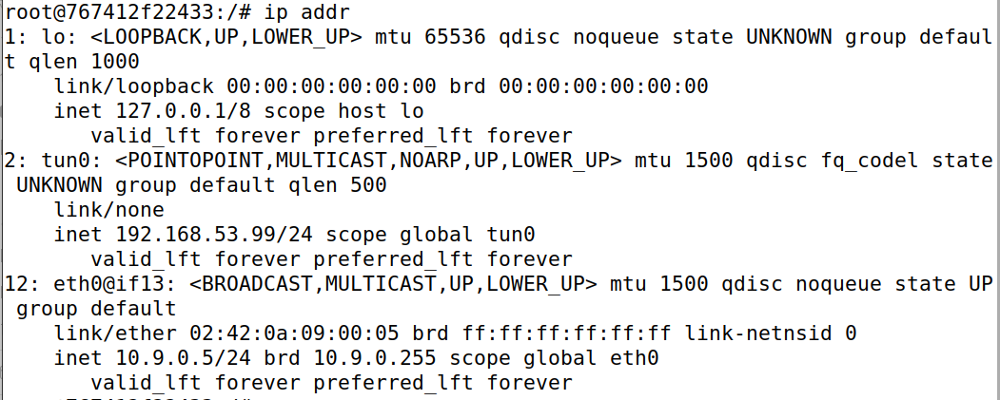 root@767412f22433:/# ip addr
1: lo: <LOOPBACK,UP,LOWER_UP> mtu 65536 qdisc noqueue state UNKNOWN group defaul
t qlen 1000
    link/loopback 00:00:00:00:00:00 brd 00:00:00:00:00:00
    inet 127.0.0.1/8 scope host lo
       valid_lft forever preferred_lft forever
2: tun0: <POINTOPOINT,MULTICAST,NOARP,UP,LOWER_UP> mtu 1500 qdisc fq_codel state
 UNKNOWN group default qlen 500
    link/none
    inet 192.168.53.99/24 scope global tun0
       valid_lft forever preferred_lft forever
12: eth0@if13: <BROADCAST,MULTICAST,UP,LOWER_UP> mtu 1500 qdisc noqueue state UP
 group default
    link/ether 02:42:0a:09:00:05 brd ff:ff:ff:ff:ff:ff link-netnsid 0
    inet 10.9.0.5/24 brd 10.9.0.255 scope global eth0
       valid_lft forever preferred_lft forever